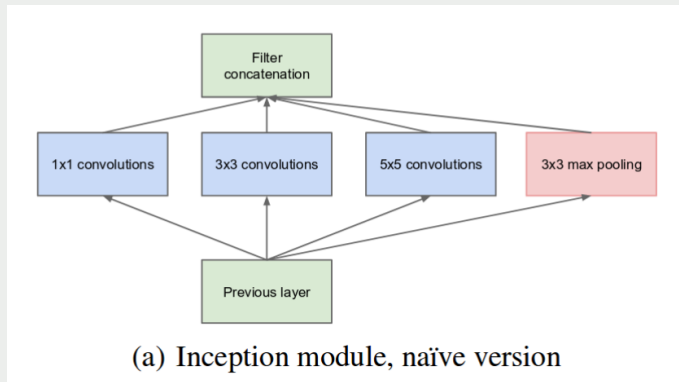 Filter
concatenation
1x1 convolutions
3x3 convolutions
5x5 convolutions
3x3 max pooling
Previous layer
(a) Inception module, naïve version